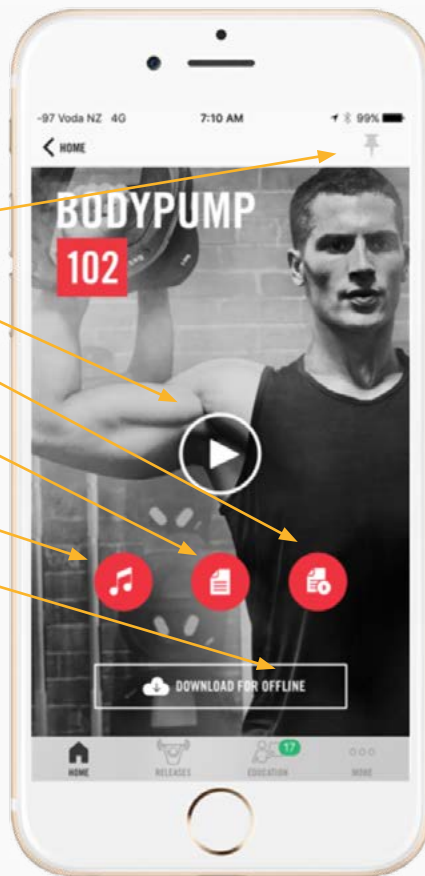 -97 Voda NZ 4G 7:10 AM 99%
HOME
BODYPUMP
102
DOWNLOAD FOR OFFLINE
17
HOME RELEASES EDUCATION MORE